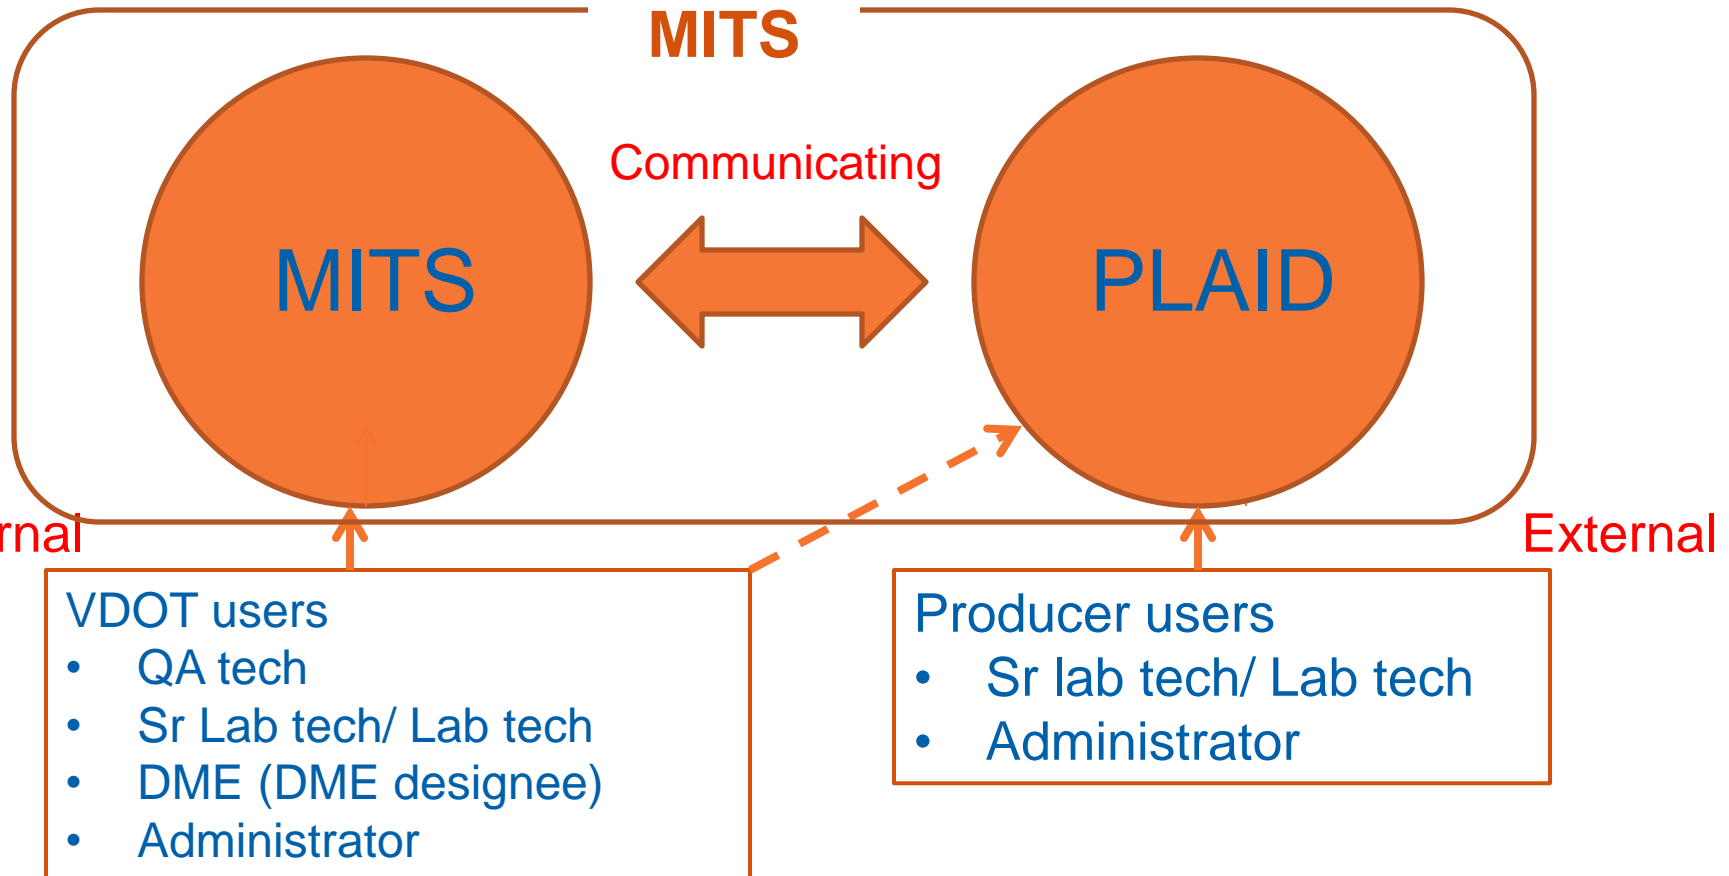 MITS
Communicating
MITS
PLAID
rnal
External
VDOT users
• QA tech
• Sr Lab tech/ Lab tech
• DME (DME designee)
• Administrator
Producer users
• Sr lab tech/ Lab tech
• Administrator